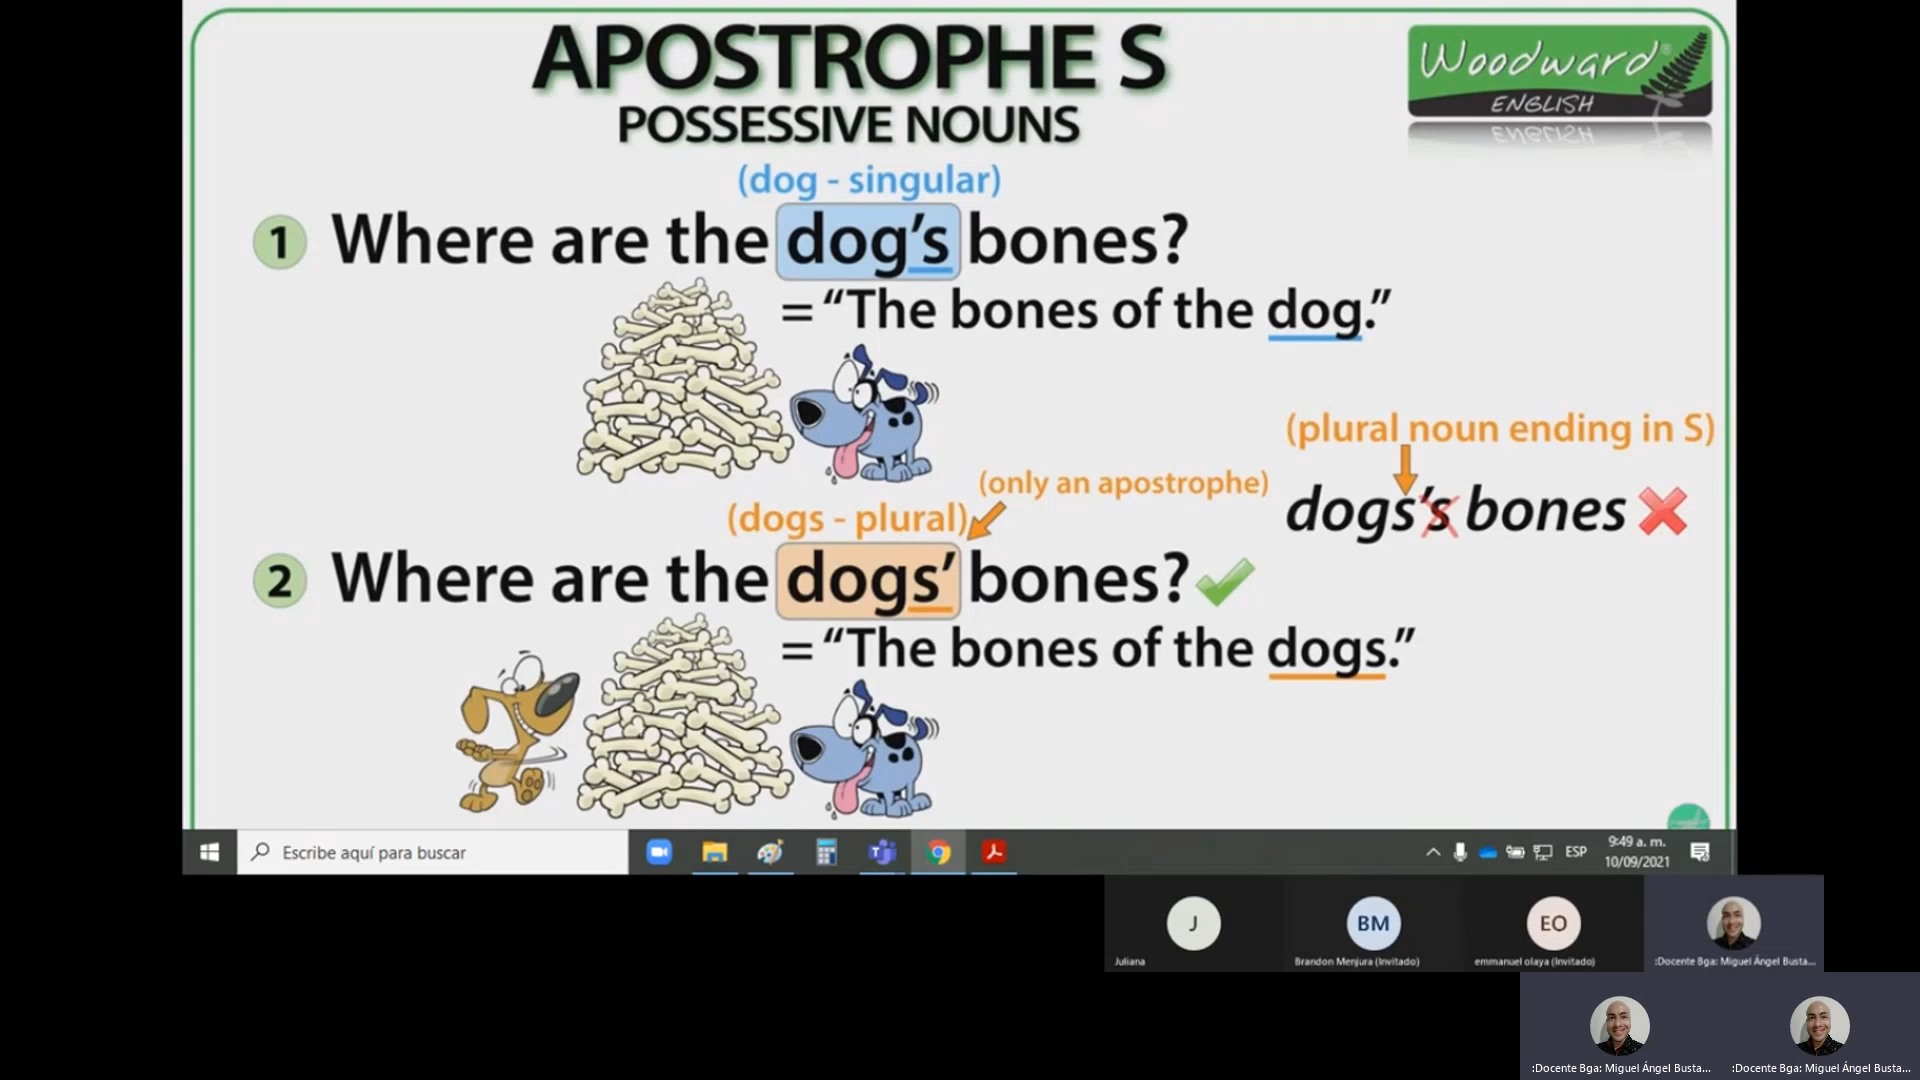 APOSTROPHE S
Woodward®
ENGLISH
POSSESSIVE NOUNS
(dog - singular)
1 Where are the dog’s bones?
= “The bones of the dog.”
(plural noun ending in S)
(only an apostrophe)
dogs’s bones
(dogs - plural)
2 Where are the dogs’ bones?
= “The bones of the dogs.”
Escribe aquí para buscar
ESP
9:49 a. m.
10/09/2021
J
BM
EO
Juliana
Brandon Menjura (Invitado)
emmanuel olaya (Invitado)
:Docente Bga: Miguel Ángel Busta...
:Docente Bga: Miguel Ángel Busta...
:Docente Bga: Miguel Ángel Busta...